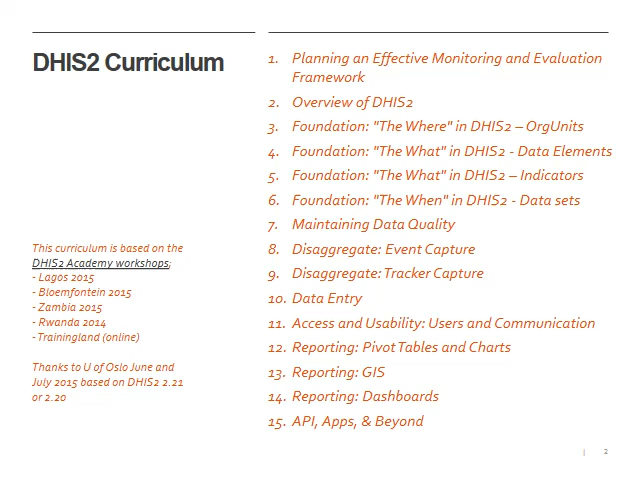 DHIS2 Curriculum
This curriculum is based on the
DHIS2 Academy workshops:
- Lagos 2015
- Bloemfontein 2015
- Zambia 2015
- Rwanda 2014
- Trainingland (online)
Thanks to U of Oslo June and
July 2015 based on DHIS2 2.21
or 2.20
1. Planning an Effective Monitoring and Evaluation
Framework
2. Overview of DHIS2
3. Foundation: "The Where" in DHIS2 – OrgUnits
4. Foundation: "The What" in DHIS2 - Data Elements
5. Foundation: "The What" in DHIS2 – Indicators
6. Foundation: "The When" in DHIS2 - Data sets
7. Maintaining Data Quality
8. Disaggregate: Event Capture
9. Disaggregate: Tracker Capture
10. Data Entry
11. Access and Usability: Users and Communication
12. Reporting: Pivot Tables and Charts
13. Reporting: GIS
14. Reporting: Dashboards
15. API, Apps, & Beyond
| 2